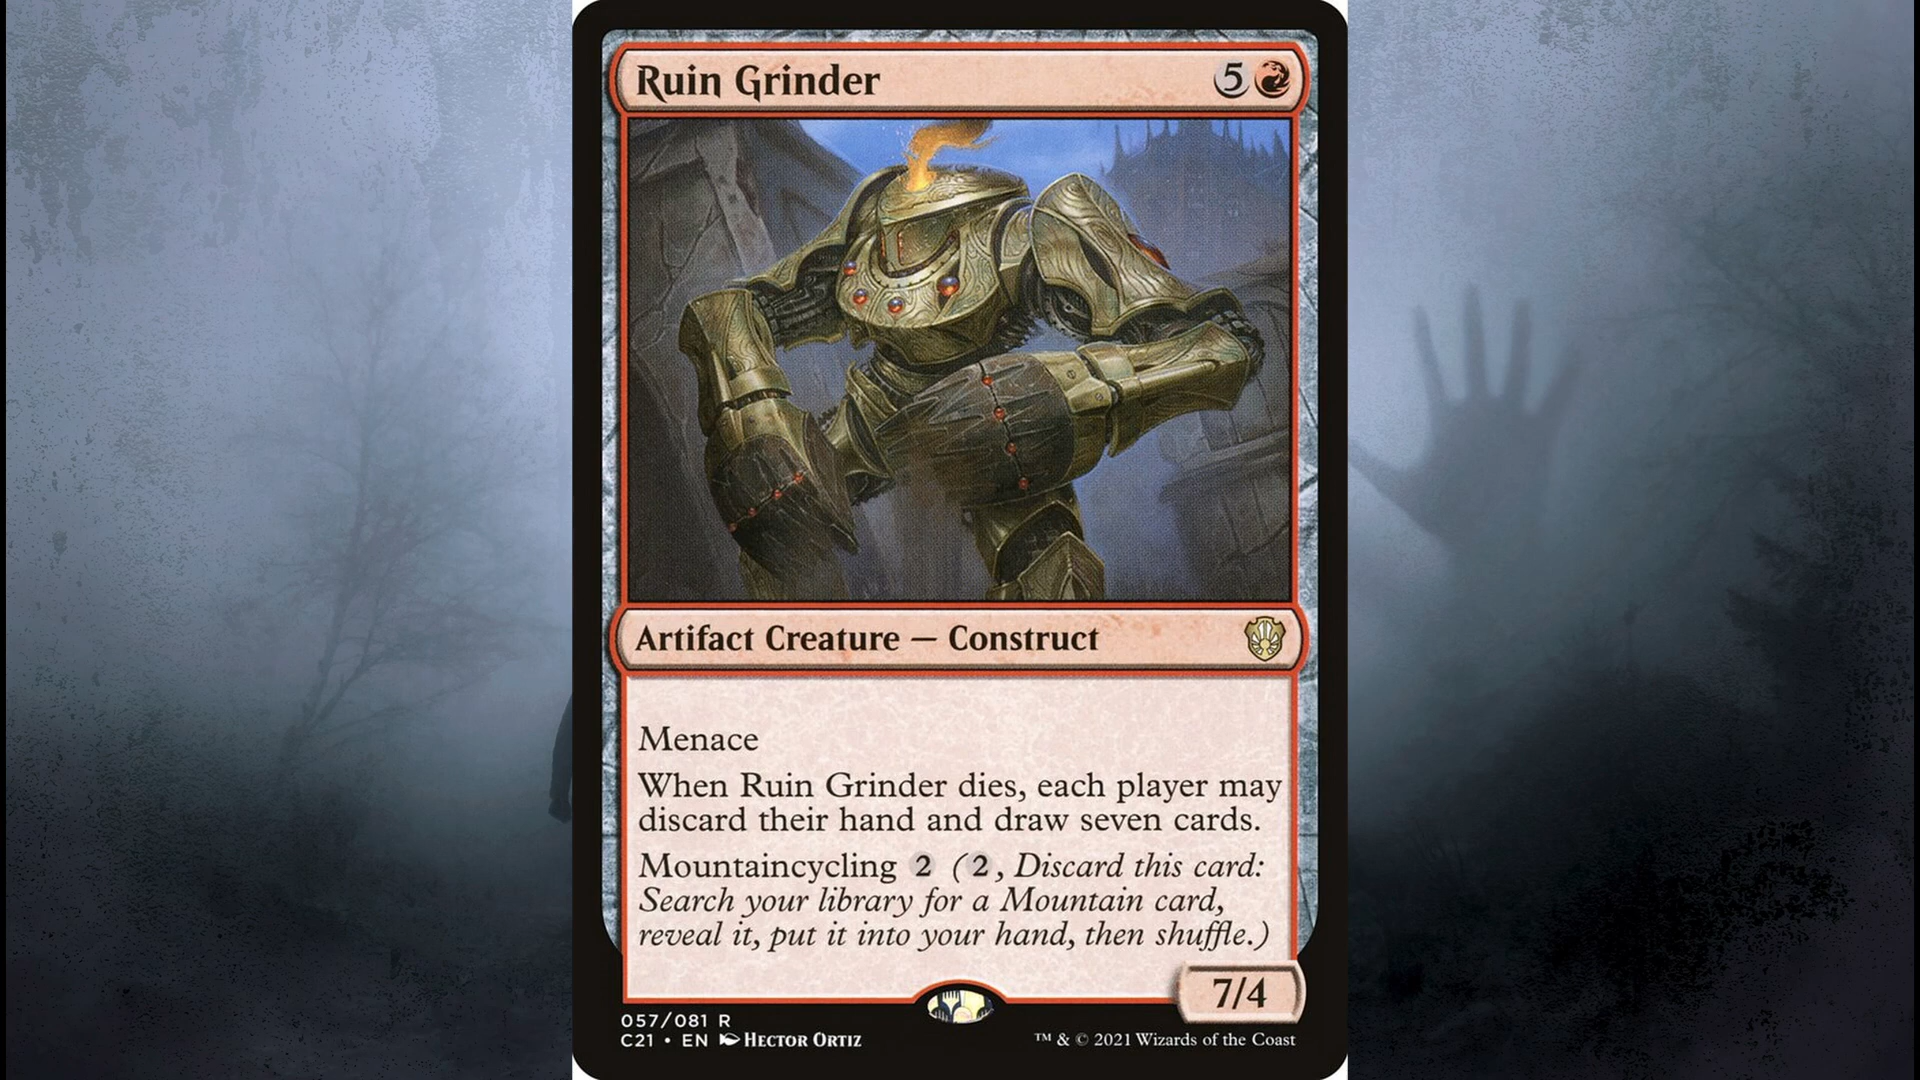 Ruin Grinder 5
Artifact Creature — Construct
Menace
When Ruin Grinder dies, each player may
discard their hand and draw seven cards.
Mountaincycling 2 (2, Discard this card:
Search your library for a Mountain card,
reveal it, put it into your hand, then shuffle.)
7/4
057/081 R
C21 • EN Hector Ortiz
™ & © 2021 Wizards of the Coast